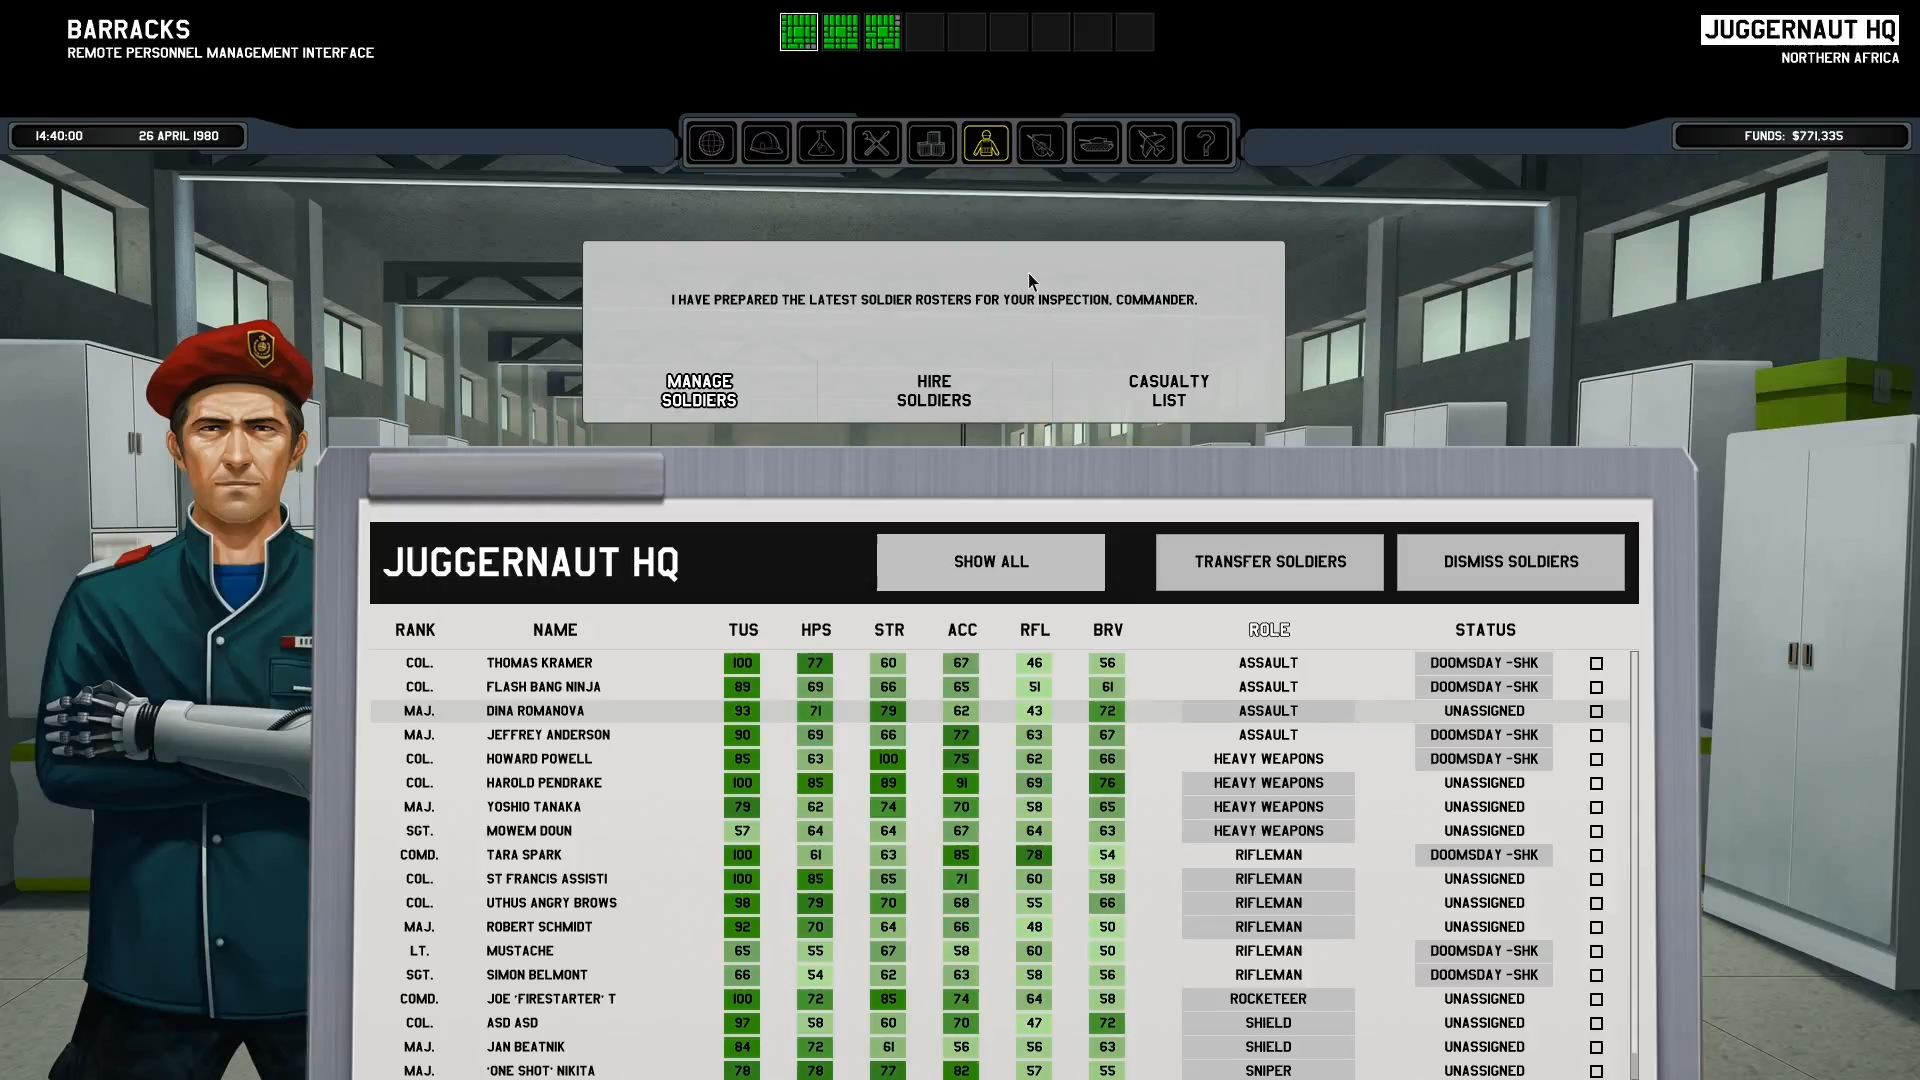 BARRACKS
REMOTE PERSONNEL MANAGEMENT INTERFACE
JUGGERNAUT HQ
NORTHERN AFRICA
14:40:00 26 APRIL 1980
FUNDS: $771,335
I HAVE PREPARED THE LATEST SOLDIER ROSTERS FOR YOUR INSPECTION, COMMANDER.
MANAGE SOLDIERS
HIRE SOLDIERS
CASUALTY LIST
JUGGERNAUT HQ SHOW ALL TRANSFER SOLDIERS DISMISS SOLDIERS
RANK NAME TUS HPS STR ACC RFL BRV ROLE STATUS
COL. THOMAS KRAMER 100 77 60 67 46 56 ASSAULT DOOMSDAY -SHK
COL. FLASH BANG NINJA 89 69 66 65 51 61 ASSAULT DOOMSDAY -SHK
MAJ. DINA ROMANOVA 93 71 79 62 43 72 ASSAULT UNASSIGNED
MAJ. JEFFREY ANDERSON 90 69 66 77 63 67 ASSAULT DOOMSDAY -SHK
COL. HOWARD POWELL 85 63 100 75 62 66 HEAVY WEAPONS DOOMSDAY -SHK
COL. HAROLD PENDRAKE 100 85 89 91 69 76 HEAVY WEAPONS UNASSIGNED
MAJ. YOSHIO TANAKA 79 62 74 70 58 65 HEAVY WEAPONS UNASSIGNED
SGT. MOWEM DOUN 57 64 64 67 64 63 HEAVY WEAPONS UNASSIGNED
COMD. TARA SPARK 100 61 63 85 78 54 RIFLEMAN DOOMSDAY -SHK
COL. ST FRANCIS ASSISTI 100 85 65 71 60 58 RIFLEMAN UNASSIGNED
COL. UTHUS ANGRY BROWS 98 79 70 68 55 66 RIFLEMAN UNASSIGNED
MAJ. ROBERT SCHMIDT 92 70 64 66 48 50 RIFLEMAN UNASSIGNED
LT. MUSTACHE 65 55 67 58 60 50 RIFLEMAN DOOMSDAY -SHK
SGT. SIMON BELMONT 66 54 62 63 58 56 RIFLEMAN DOOMSDAY -SHK
COMD. JOE 'FIRESTARTER' T 100 72 85 74 64 58 ROCKETEER UNASSIGNED
COL. ASD ASD 97 58 60 70 47 72 SHIELD UNASSIGNED
MAJ. JAN BEATNIK 84 72 61 56 56 63 SHIELD UNASSIGNED
MAJ. 'ONE SHOT' NIKITA 78 78 77 82 57 55 SNIPER UNASSIGNED